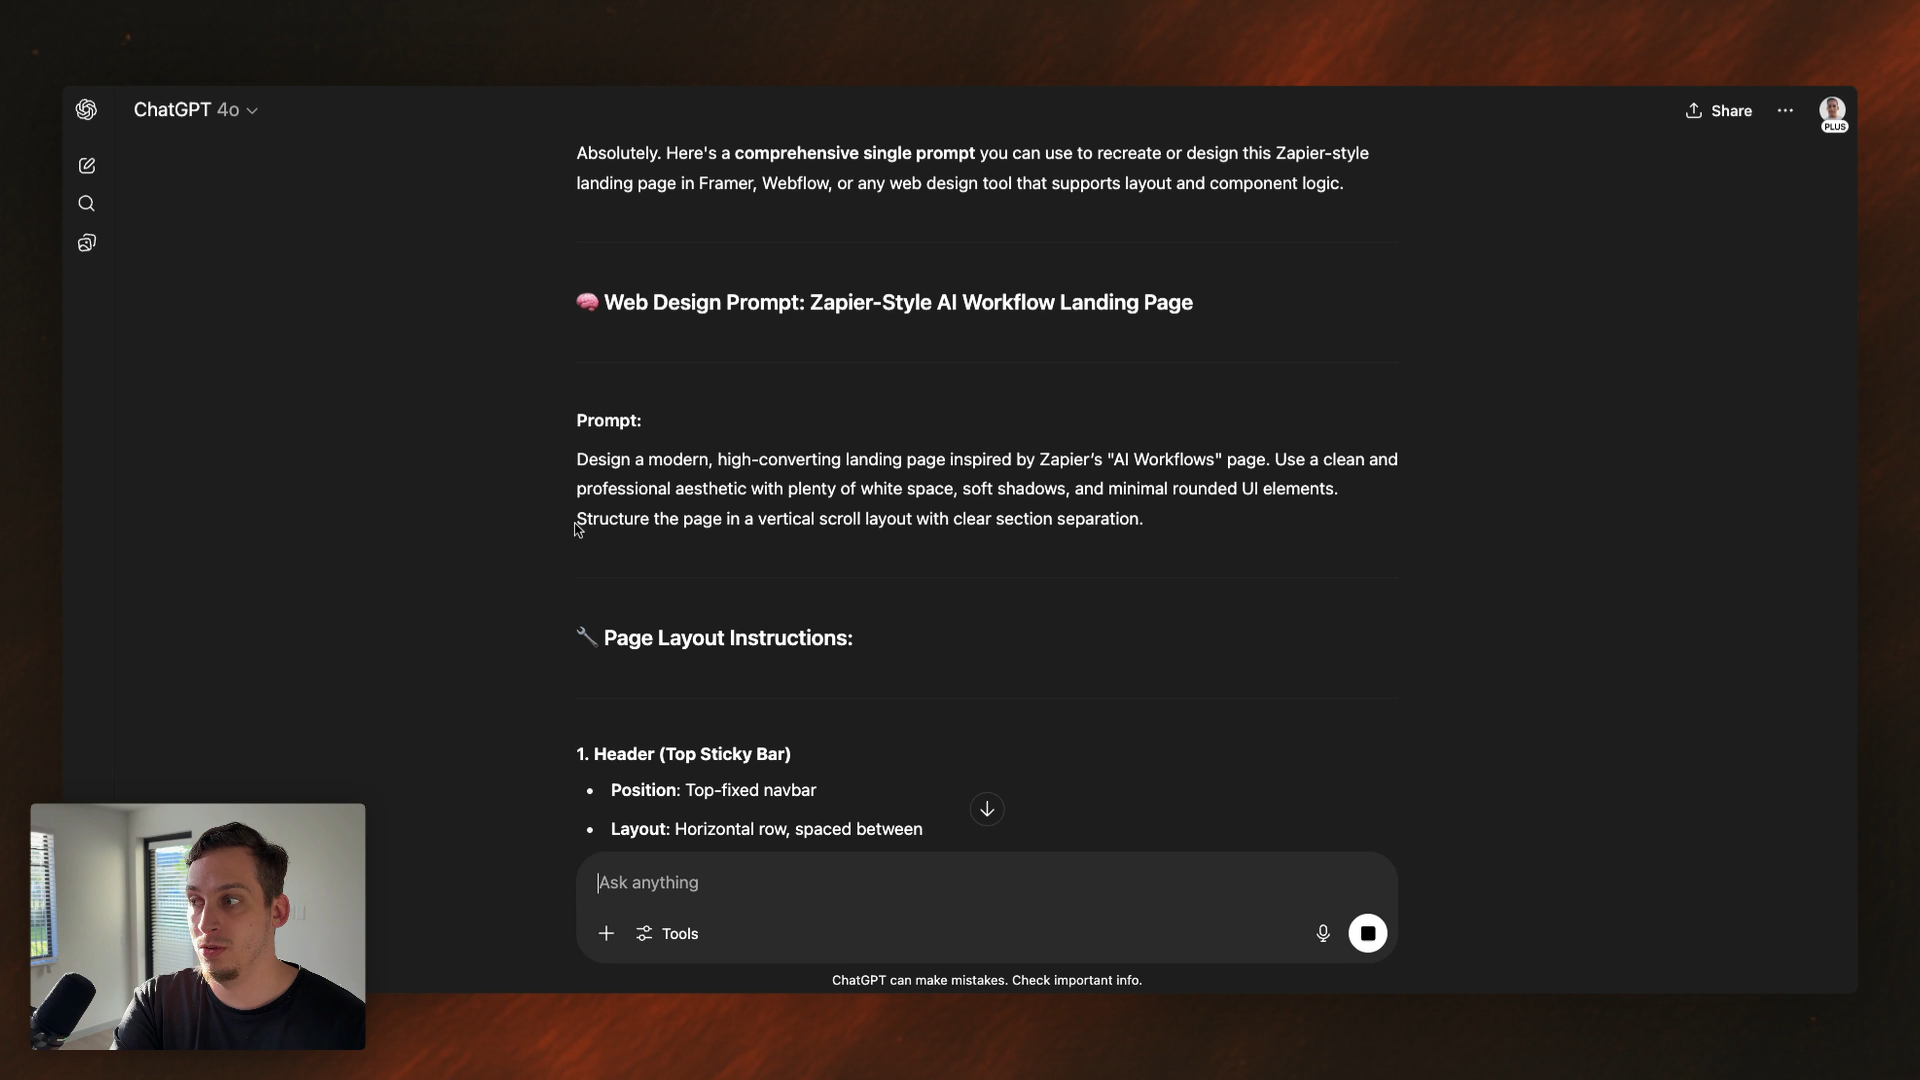 ChatGPT 4o
Share
PLUS
Absolutely. Here's a comprehensive single prompt you can use to recreate or design this Zapier-style
landing page in Framer, Webflow, or any web design tool that supports layout and component logic.
🧠 Web Design Prompt: Zapier-Style AI Workflow Landing Page
Prompt:
Design a modern, high-converting landing page inspired by Zapier’s "AI Workflows" page. Use a clean and
professional aesthetic with plenty of white space, soft shadows, and minimal rounded UI elements.
Structure the page in a vertical scroll layout with clear section separation.
🔧 Page Layout Instructions:
1. Header (Top Sticky Bar)
• Position: Top-fixed navbar
• Layout: Horizontal row, spaced between
Ask anything
Tools
ChatGPT can make mistakes. Check important info.